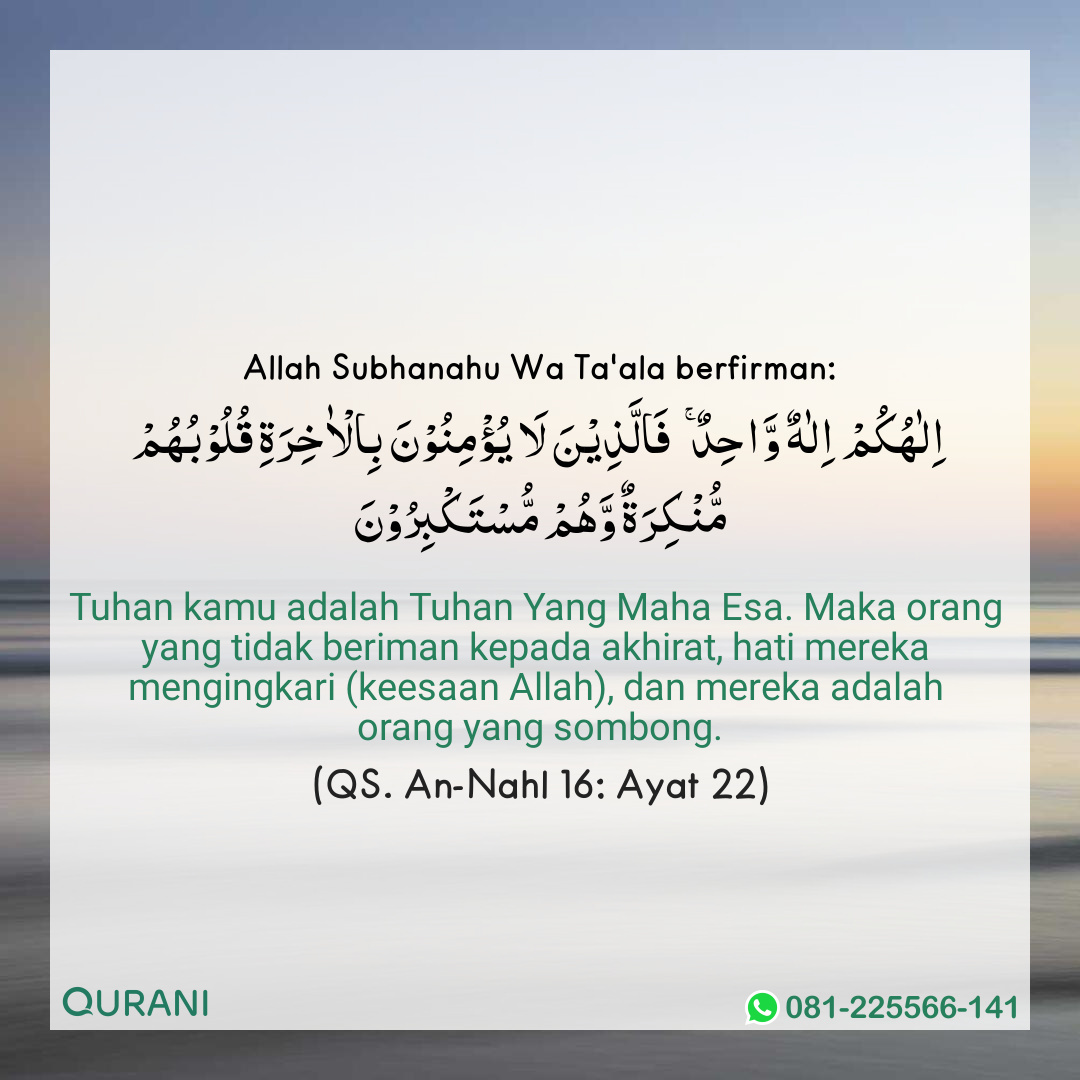 Allah Subhanahu Wa Ta'ala berfirman:
اِلٰهُكُمْ اِلٰهٌ وَّاحِدٌ ۚ فَالَّذِيْنَ لَا يُؤْمِنُوْنَ بِالْاٰخِرَةِ قُلُوْبُهُمْ
مُّنْكِرَةٌ وَّهُمْ مُّسْتَكْبِرُوْنَ
Tuhan kamu adalah Tuhan Yang Maha Esa. Maka orang
yang tidak beriman kepada akhirat, hati mereka
mengingkari (keesaan Allah), dan mereka adalah
orang yang sombong.
(QS. An-Nahl 16: Ayat 22)
QURANI
081-225566-141